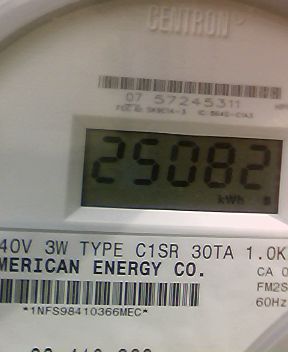 CENTRON®
07 57245311
25082
kWh
40V 3W TYPE C1SR 30TA 1.0K
MERICAN ENERGY CO.
CA 0
FM2S
60Hz
*1NFS98410366MEC*